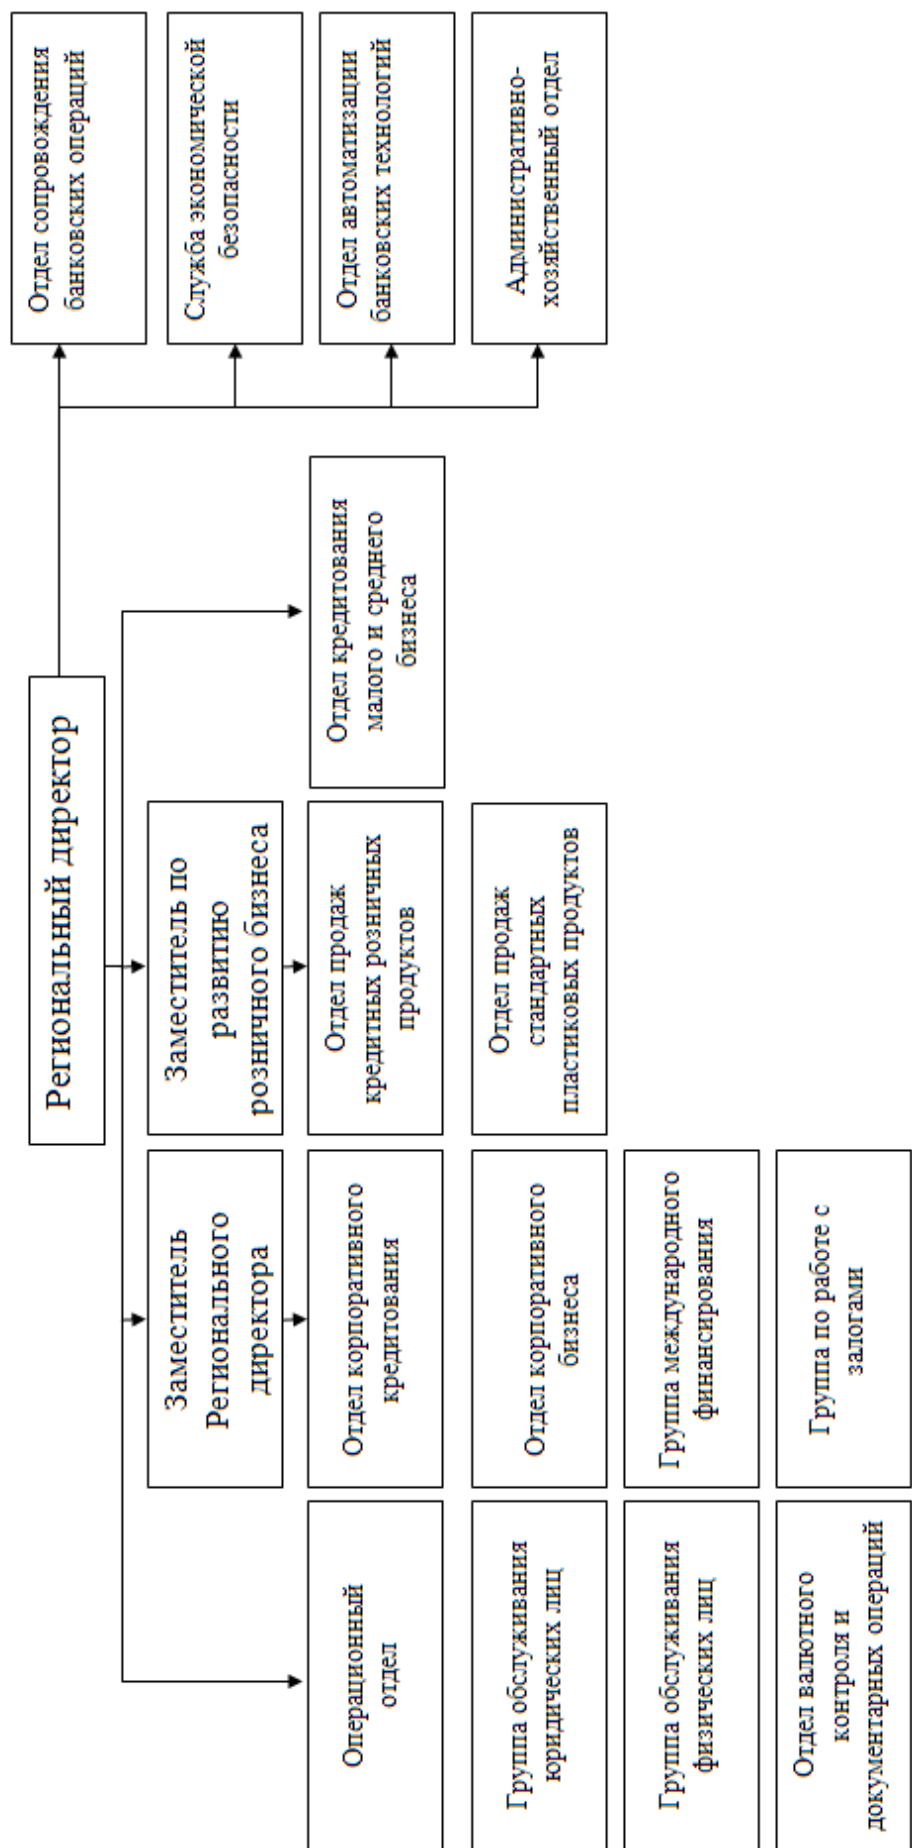 Региональный директор
Заместитель
Регионального
директора
Заместитель по
развитию
розничного бизнеса
Операционный
отдел
Отдел корпоративного
кредитования
Отдел продаж
кредитных розничных
продуктов
Отдел кредитования
малого и среднего
бизнеса
Группа обслуживания
юридических лиц
Отдел корпоративного
бизнеса
Отдел продаж
стандартных
пластиковых продуктов
Группа обслуживания
физических лиц
Группа международного
финансирования
Отдел валютного
контроля и
документарных операций
Группа по работе с
залогами
Отдел сопровождения
банковских операций
Служба экономической
безопасности
Отдел автоматизации
банковских технологий
Административно-
хозяйственный отдел